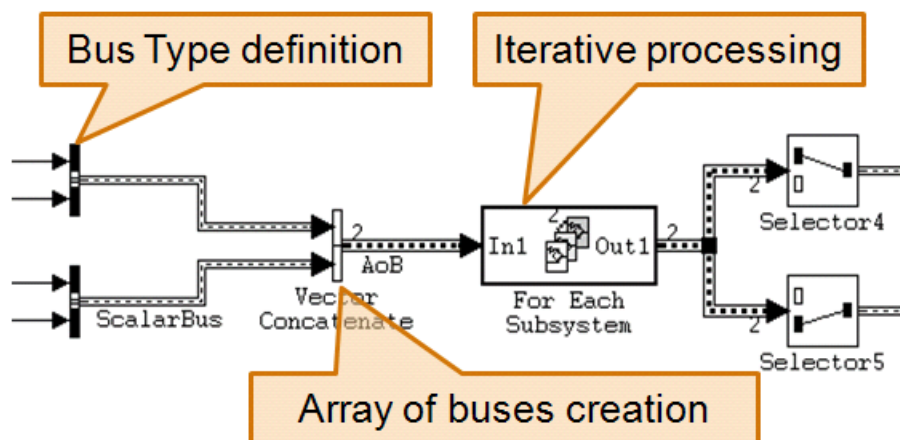 Bus Type definition
Iterative processing
2
2
In1
Out1
2
2
2
AoB
ScalarBus
Vector
Concatenate
For Each
Subsystem
Selector4
Selector5
Array of buses creation